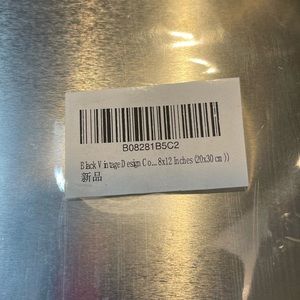 B08281B5C2
Black Vintage Design Co...8x12 Inches (20x30 cm ))
新品